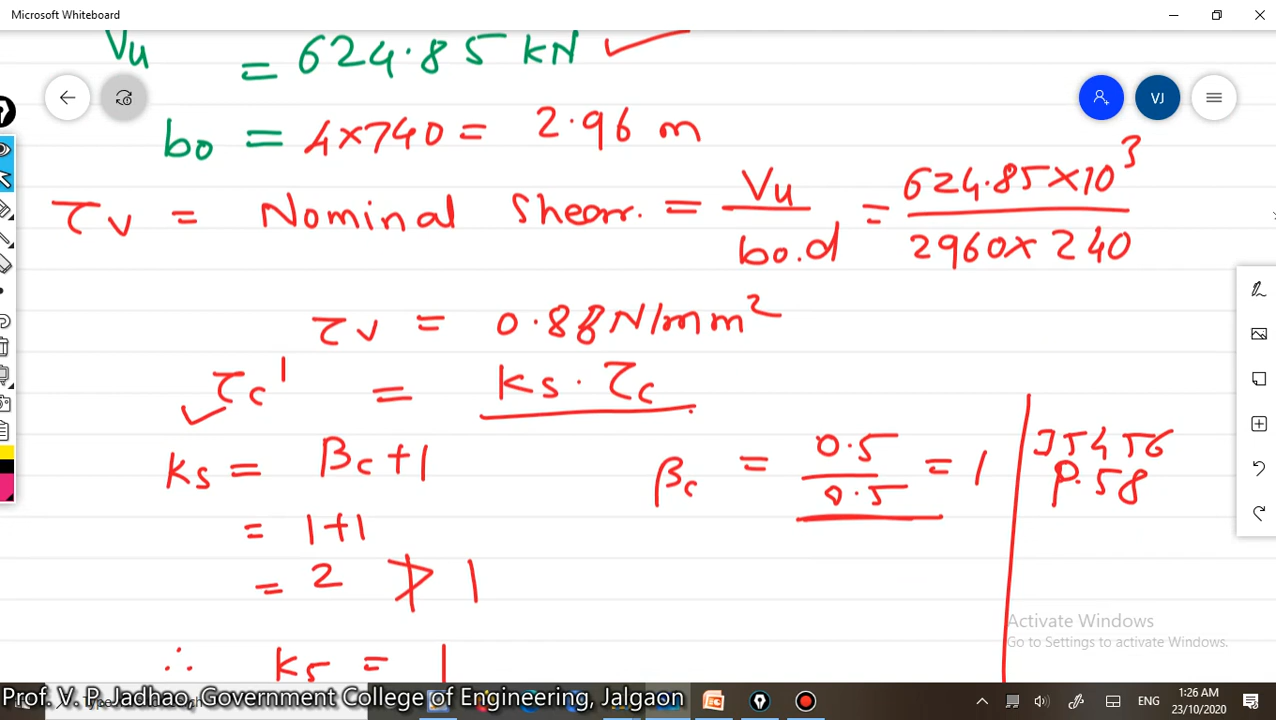 Microsoft Whiteboard
Vu = 624.85 kN ✓
bo = 4×740 = 2.96 m
τv = Nominal Shearr. = Vu / bo.d = 624.85×10³ / 2960×240
VJ
τv = 0.88 N/mm²
τc' = ks. τc
ks = βc+1
βc = 0.5 / 0.5 = 1
IS456
P.58
= 1+1
= 2 ≯ 1
∴ ks = 1
Activate Windows
Go to Settings to activate Windows.
Prof. V. P. Jadhao, Government College of Engineering, Jalgaon
ENG
1:26 AM
23/10/2020